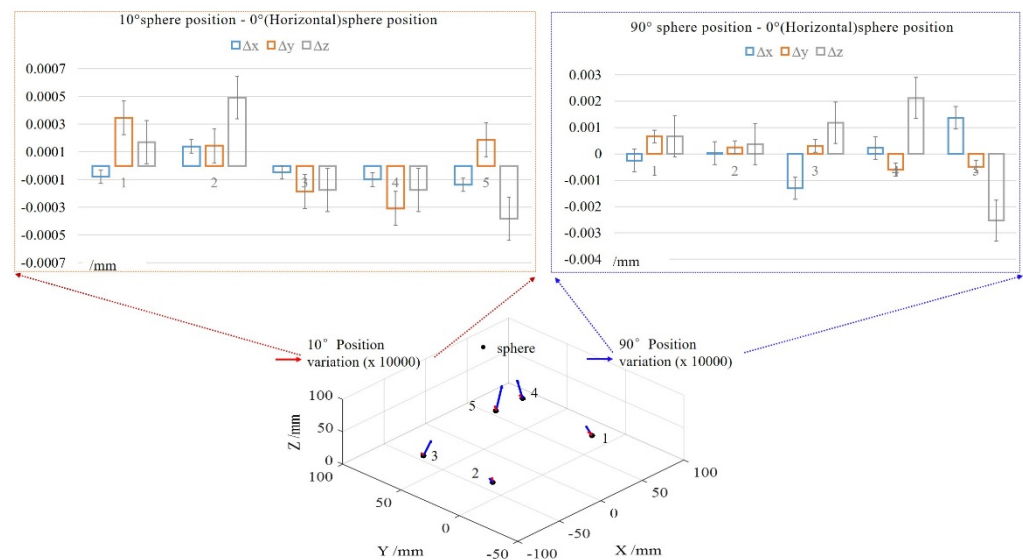 10°sphere position - 0°(Horizontal)sphere position
Δx Δy Δz
0.0007
0.0005
0.0003
0.0001
-0.0001
-0.0003
-0.0005
-0.0007
1 2 3 4 5
/mm
90° sphere position - 0°(Horizontal)sphere position
Δx Δy Δz
0.003
0.002
0.001
0
-0.001
-0.002
-0.003
-0.004
1 2 3 4 5
/mm
10° Position
variation (x 10000)
sphere
90° Position
variation (x 10000)
100
50
0
Z /mm
100
50
0
-50
Y /mm
-100
-50
0
50
100
X /mm
5
4
3
2
1